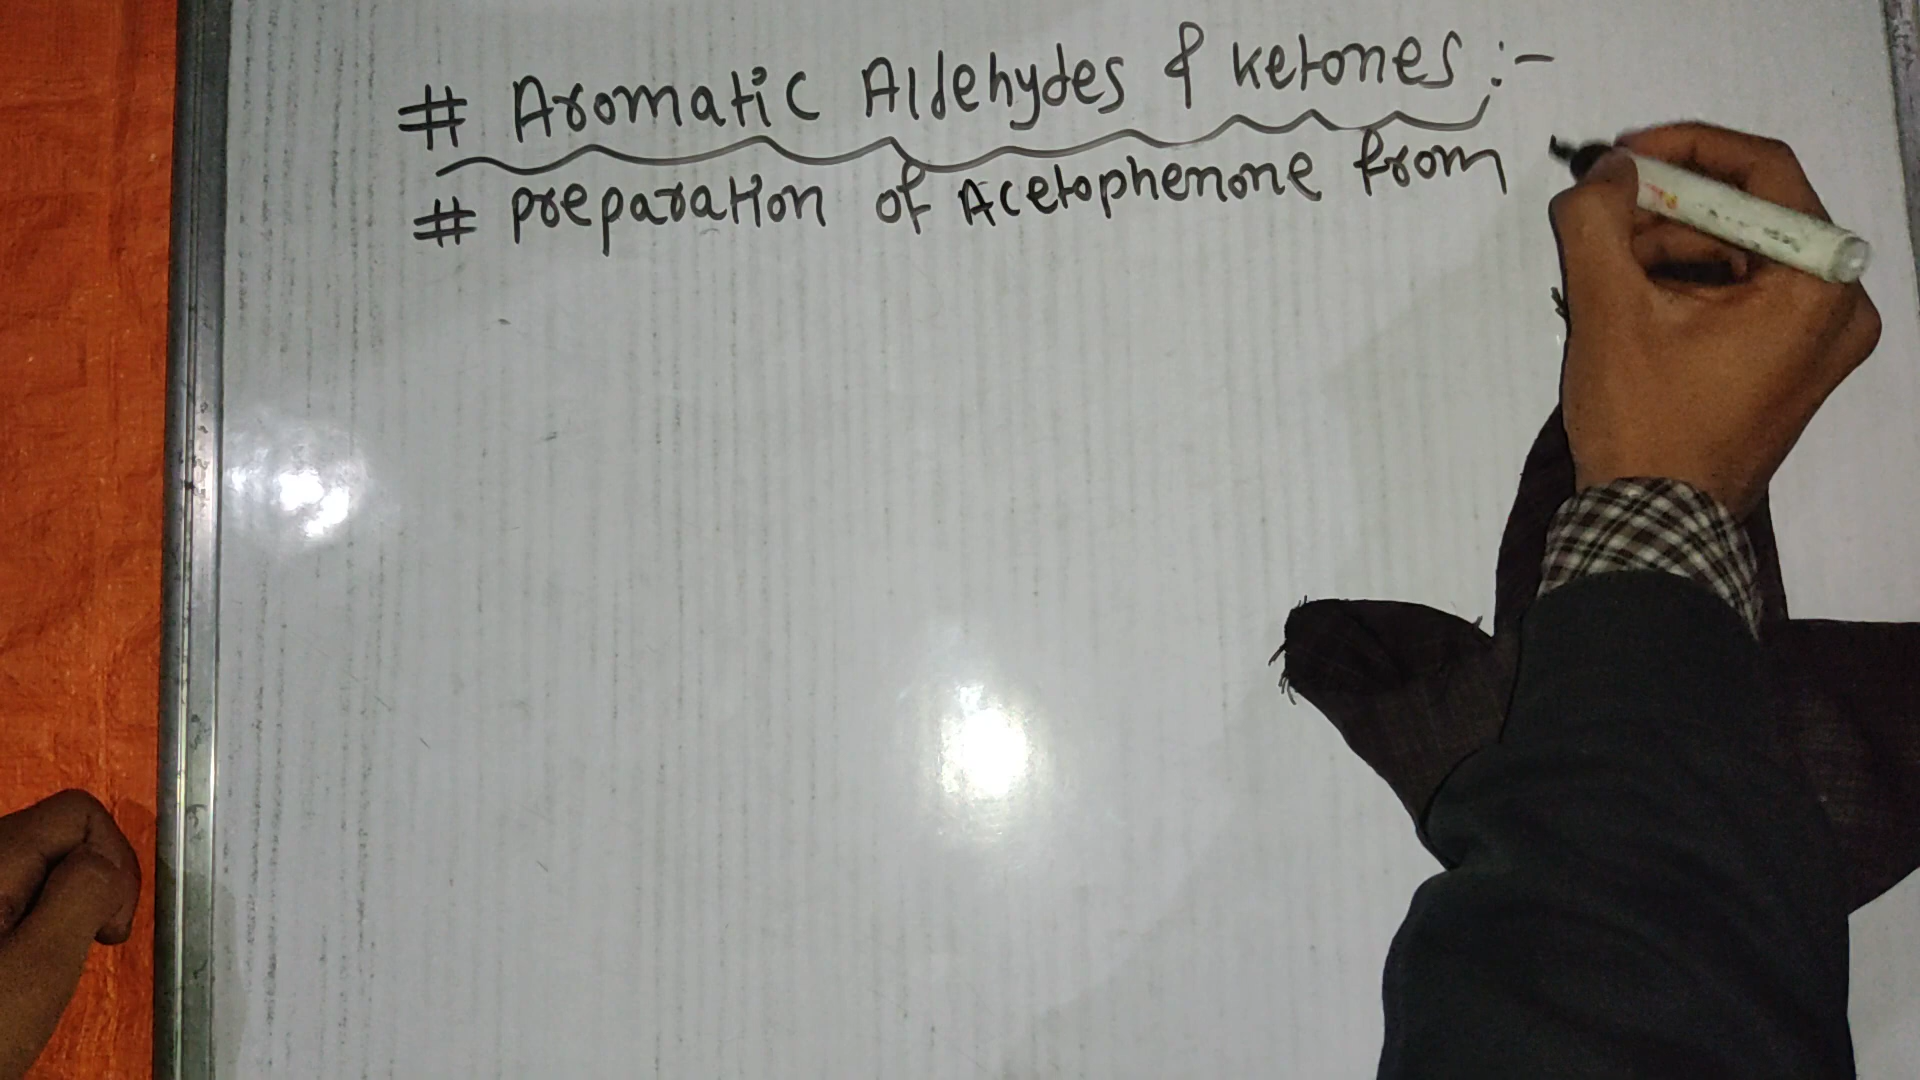 # Aromatic Aldehydes & ketones :-
# preparation of Acetophenone from